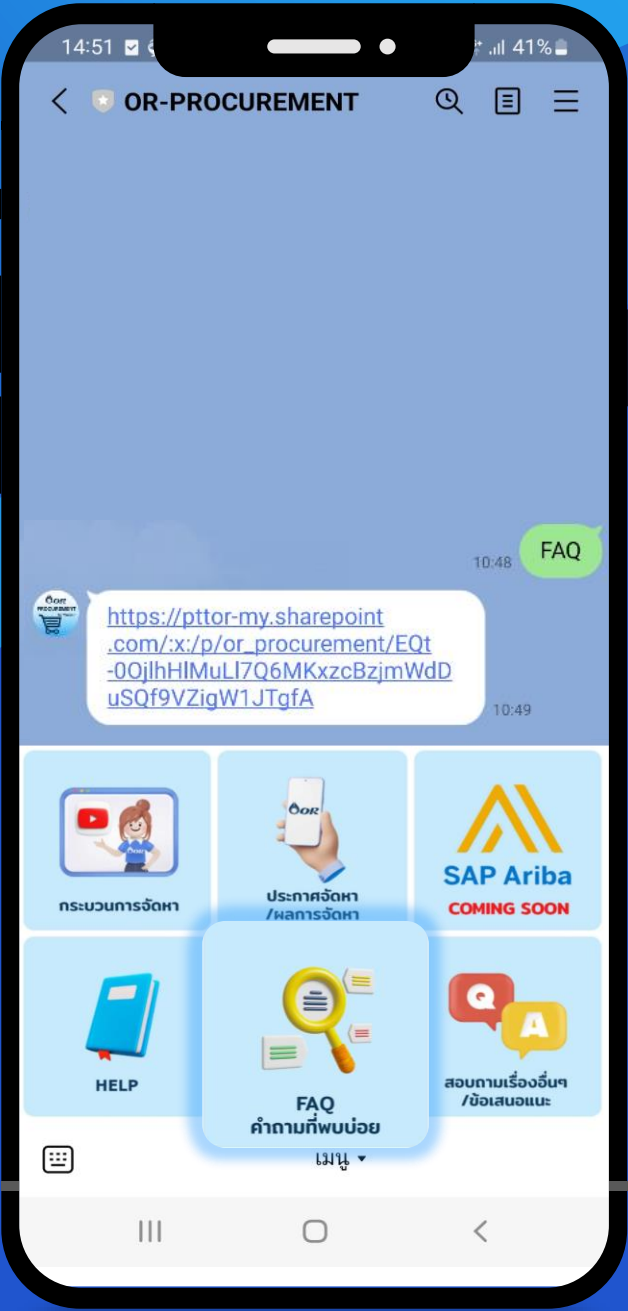 14:51
41%
OR-PROCUREMENT
FAQ
10:48
OOR
PROCUREMENT
https://pttor-my.sharepoint
.com/:x:/p/or_procurement/EQt
-0OjlhHlMuLl7Q6MKxzcBzjmWdD
uSQf9VZigW1JTgfA
10:49
กระบวนการจัดหา
OOR
ประกาศจัดหา
/ผลการจัดหา
SAP Ariba
COMING SOON
HELP
FAQ
คำถามที่พบบ่อย
Q
A
สอบถามเรื่องอื่นๆ
/ข้อเสนอแนะ
เมนู